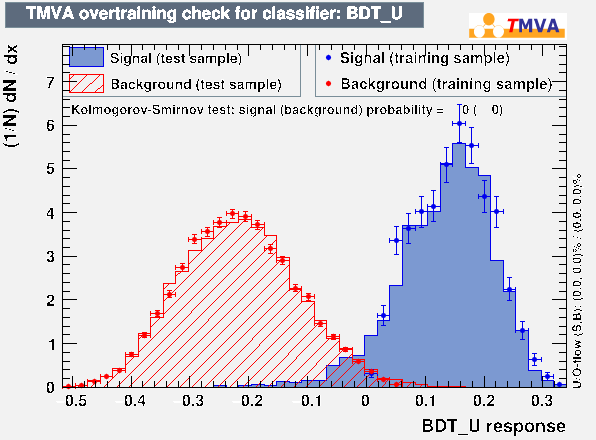 TMVA overtraining check for classifier: BDT_U
TMVA
(1/N) dN / dx
Signal (test sample)
Background (test sample)
Signal (training sample)
Background (training sample)
Kolmogorov-Smirnov test: signal (background) probability = 0 ( 0)
7
6
5
4
3
2
1
0
-0.5 -0.4 -0.3 -0.2 -0.1 0 0.1 0.2 0.3
BDT_U response
U/O-flow (S,B): (0.0, 0.0)% / (0.0, 0.0)%